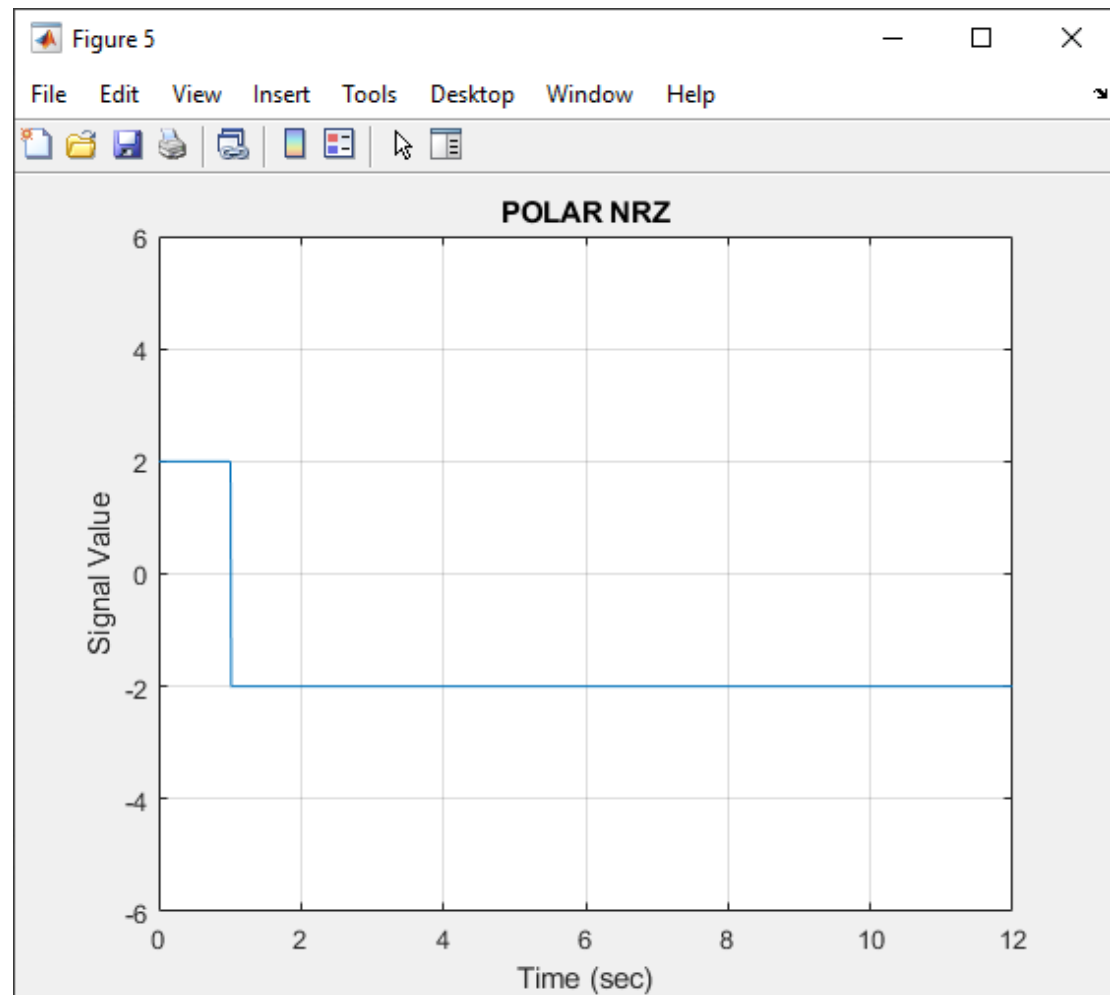 Figure 5
File Edit View Insert Tools Desktop Window Help
POLAR NRZ
6
4
2
0
-2
-4
-6
Signal Value
0 2 4 6 8 10 12
Time (sec)